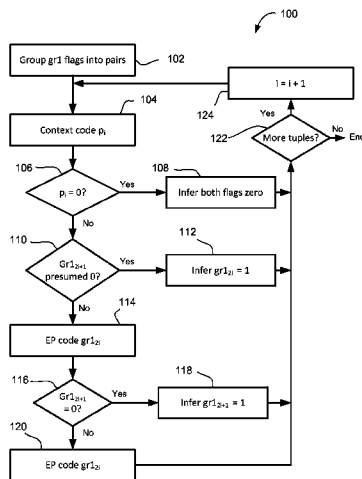 100
Group gr1 flags into pairs
102
i = i + 1
124
104
Context code pᵢ
122
More tuples?
Yes
No
End
106
pᵢ = 0?
Yes
108
Infer both flags zero
No
110
Gr1₂ᵢ₊₁ presumed 0?
Yes
112
Infer gr1₂ᵢ = 1
No
114
EP code gr1₂ᵢ
116
Gr1₂ᵢ₊₁ = 0?
Yes
118
Infer gr1₂ᵢ₊₁ = 1
No
120
EP code gr1₂ᵢ